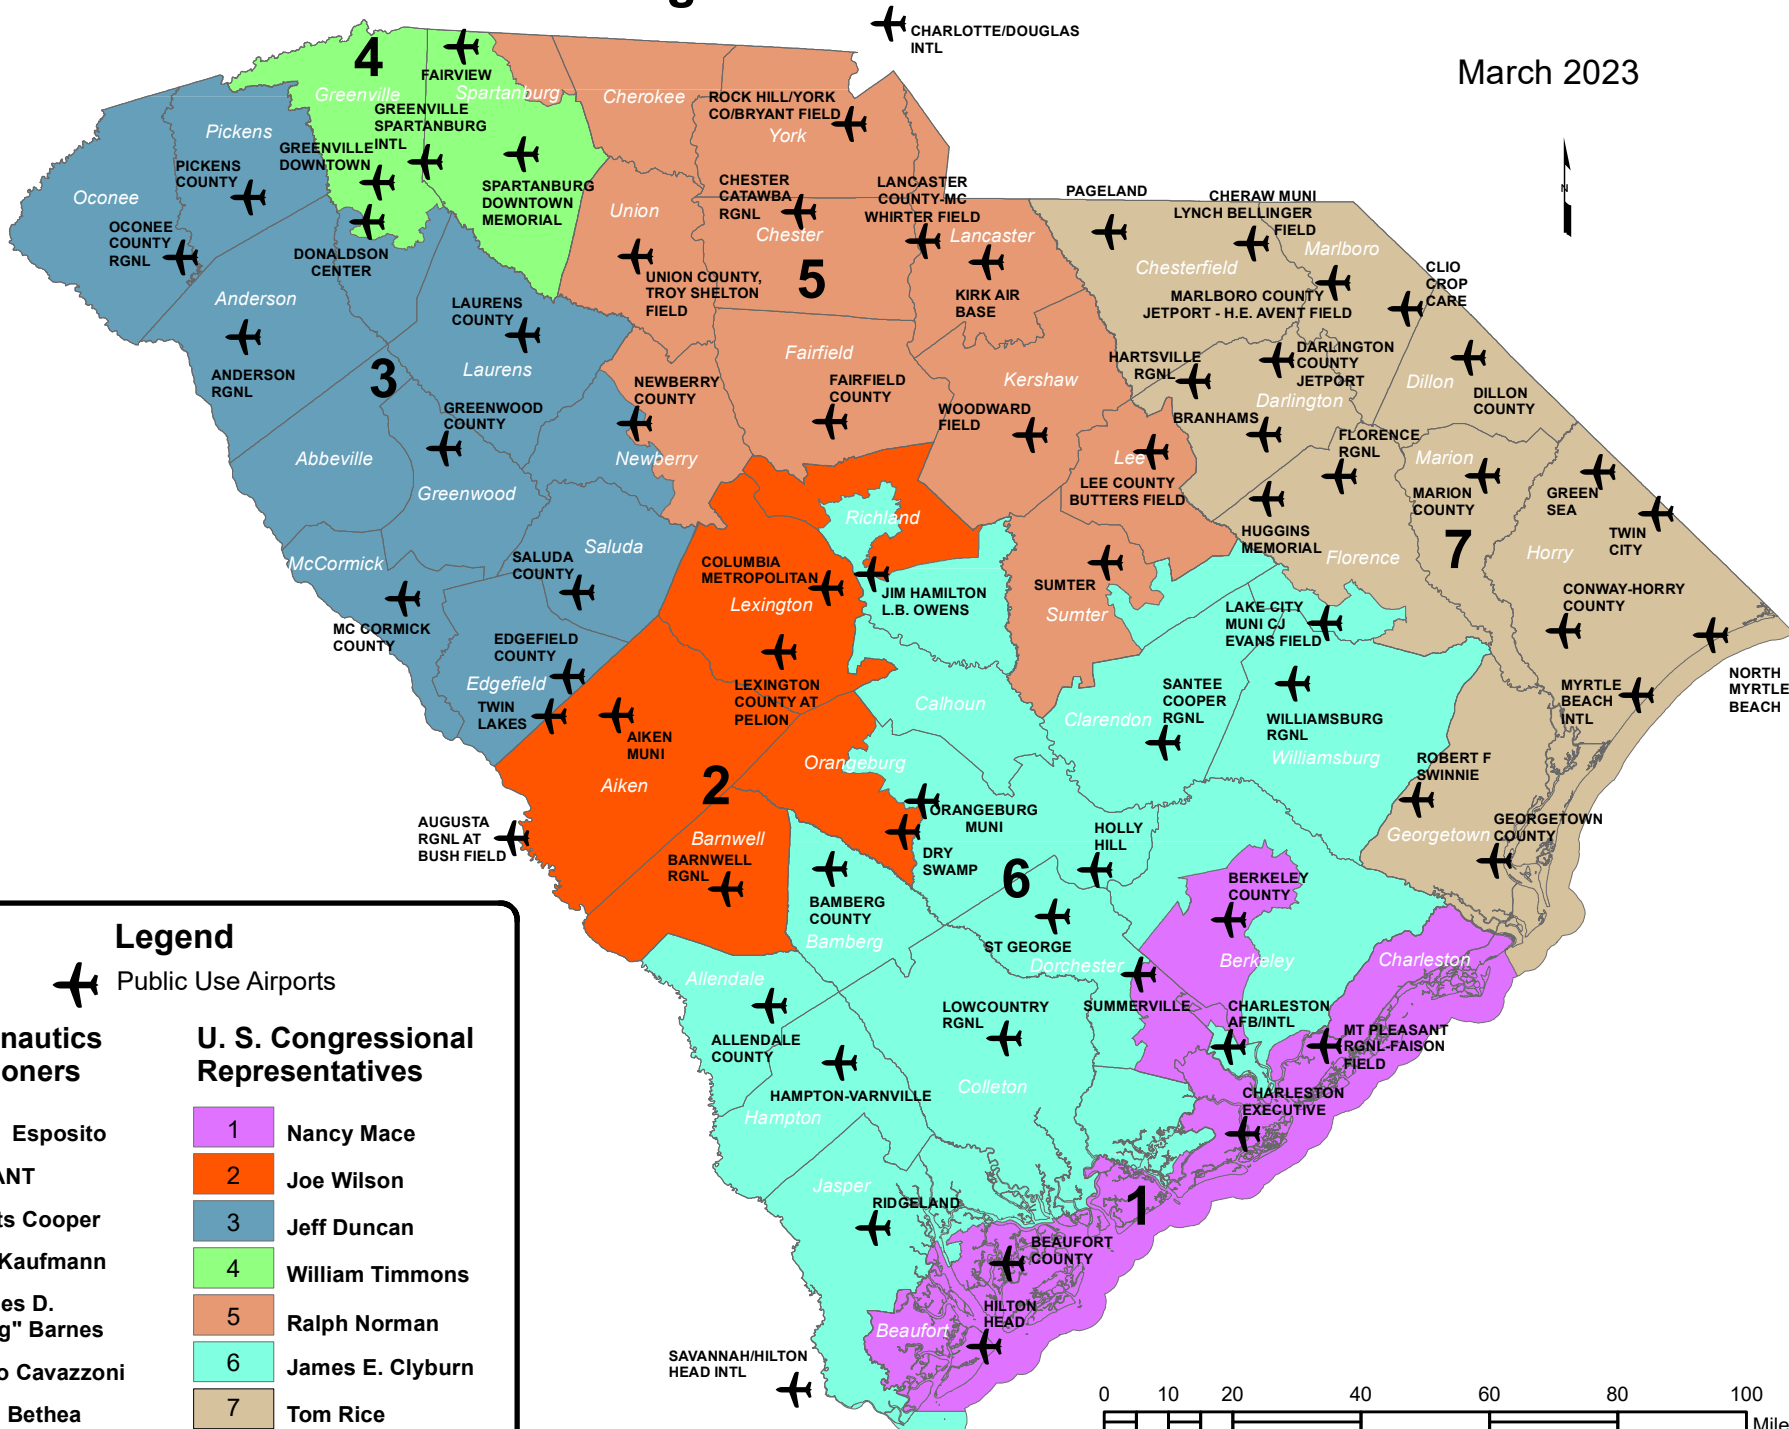 CHARLOTTE/DOUGLAS
INTL
March 2023
N
4
FAIRVIEW
Greenville
Spartanburg
Cherokee
GREENVILLE
SPARTANBURG
INTL
ROCK HILL/YORK
CO/BRYANT FIELD
York
Pickens
GREENVILLE
DOWNTOWN
PICKENS
COUNTY
Oconee
OCONEE
COUNTY
RGNL
SPARTANBURG
DOWNTOWN
MEMORIAL
Union
CHESTER
CATAWBA
RGNL
Chester
LANCASTER
COUNTY-MC
WHIRTER FIELD
Lancaster
PAGELAND
CHERAW MUNI
LYNCH BELLINGER
FIELD
Marlboro
Chesterfield
DONALDSON
CENTER
UNION COUNTY,
TROY SHELTON
FIELD
5
KIRK AIR
BASE
MARLBORO COUNTY
JETPORT - H.E. AVENT FIELD
CLIO
CROP
CARE
Anderson
LAURENS
COUNTY
Laurens
ANDERSON
RGNL
3
Fairfield
NEWBERRY
COUNTY
FAIRFIELD
COUNTY
Kershaw
WOODWARD
FIELD
HARTSVILLE
RGNL
DARLINGTON
COUNTY
JETPORT
Darlington
Dillon
DILLON
COUNTY
BRANHAMS
GREENWOOD
COUNTY
Abbeville
Greenwood
Newberry
Lee
LEE COUNTY
BUTTERS FIELD
FLORENCE
RGNL
Marion
MARION
COUNTY
GREEN
SEA
TWIN
CITY
Richland
HUGGINS
MEMORIAL
Florence
7
Horry
McCormick
SALUDA
COUNTY
Saluda
COLUMBIA
METROPOLITAN
Lexington
JIM HAMILTON
L.B. OWENS
SUMTER
Sumter
LAKE CITY
MUNI CJ
EVANS FIELD
CONWAY-HORRY
COUNTY
MC CORMICK
COUNTY
EDGEFIELD
COUNTY
Edgefield
TWIN
LAKES
AIKEN
MUNI
Aiken
LEXINGTON
COUNTY AT
PELION
Calhoun
Clarendon
SANTEE
COOPER
RGNL
WILLIAMSBURG
RGNL
Williamsburg
MYRTLE
BEACH
INTL
NORTH
MYRTLE
BEACH
2
Orangeburg
ROBERT F
SWINNIE
Georgetown
GEORGETOWN
COUNTY
AUGUSTA
RGNL AT
BUSH FIELD
Barnwell
BARNWELL
RGNL
ORANGEBURG
MUNI
DRY
SWAMP
HOLLY
HILL
6
BAMBERG
COUNTY
Bamberg
BERKELEY
COUNTY
Berkeley
ST GEORGE
Dorchester
Charleston
Allendale
ALLENDALE
COUNTY
SUMMERVILLE
CHARLESTON
AFB/INTL
MT PLEASANT
RGNL-FAISON
FIELD
LOWCOUNTRY
RGNL
Colleton
HAMPTON-VARNVILLE
Hampton
CHARLESTON
EXECUTIVE
Jasper
RIDGELAND
1
BEAUFORT
COUNTY
HILTON
HEAD
Beaufort
SAVANNAH/HILTON
HEAD INTL
Legend
Public Use Airports
nautics
oners
Esposito
ANT
ts Cooper
Kaufmann
es D.
g" Barnes
o Cavazzoni
Bethea
U. S. Congressional
Representatives
1 Nancy Mace
2 Joe Wilson
3 Jeff Duncan
4 William Timmons
5 Ralph Norman
6 James E. Clyburn
7 Tom Rice
0 10 20 40 60 80 100
Mile